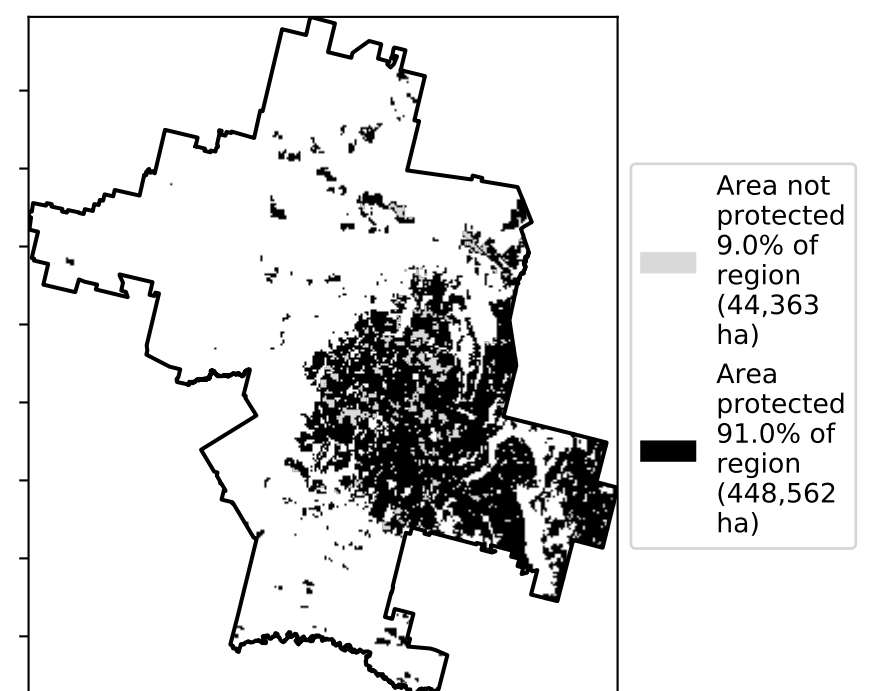 Area not
protected
9.0% of
region
(44,363
ha)
Area
protected
91.0% of
region
(448,562
ha)